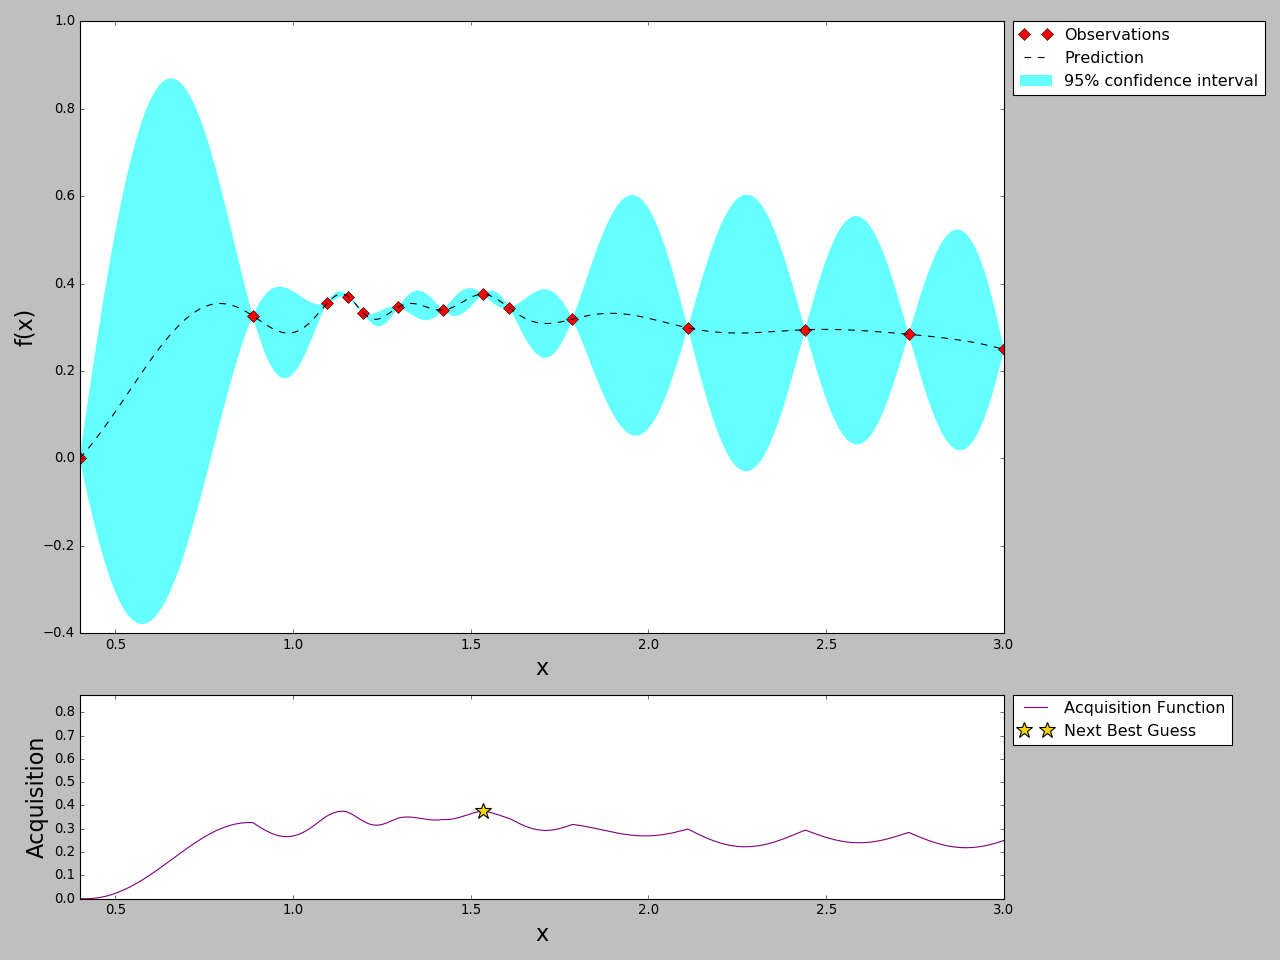 1.0
0.8
0.6
0.4
0.2
0.0
−0.2
−0.4
f(x)
0.5 1.0 1.5 2.0 2.5 3.0
x
Observations
Prediction
95% confidence interval
0.8
0.7
0.6
0.5
0.4
0.3
0.2
0.1
0.0
Acquisition
0.5 1.0 1.5 2.0 2.5 3.0
x
Acquisition Function
Next Best Guess